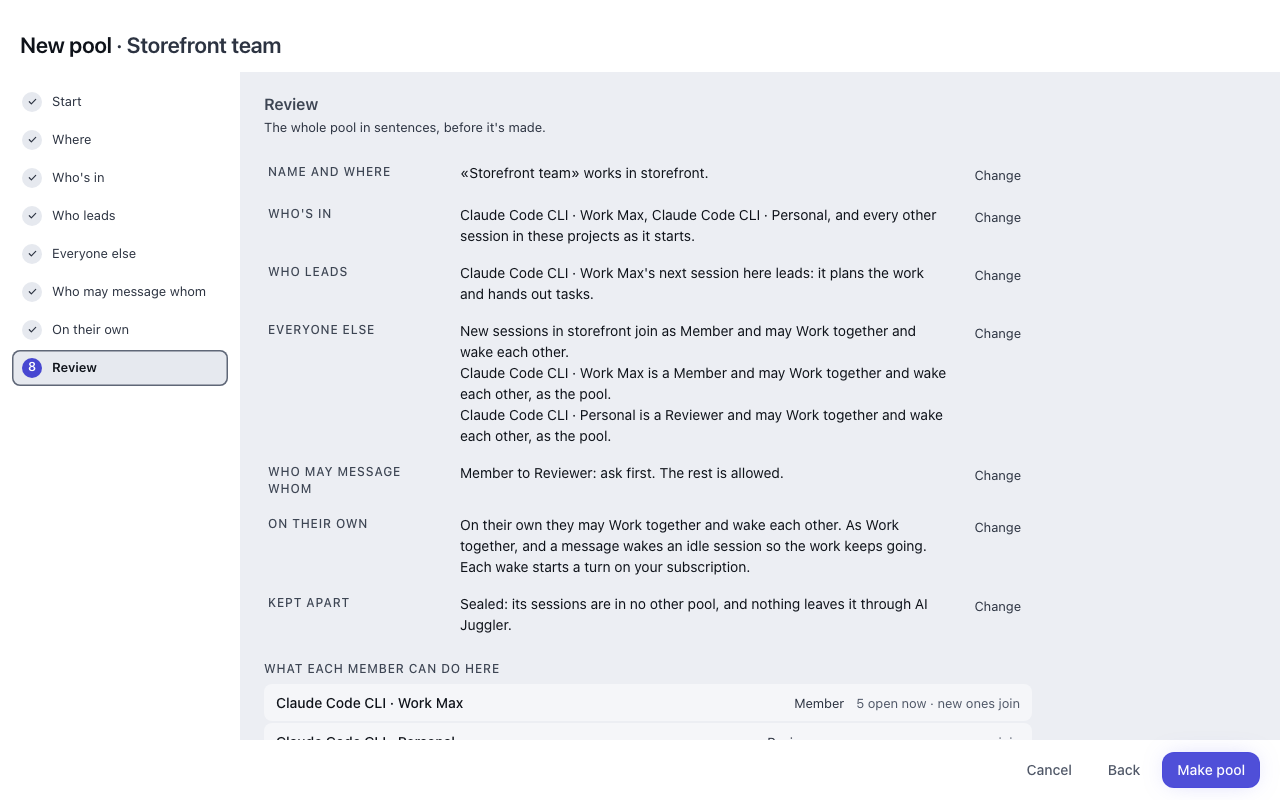 New pool · Storefront team
Start
Where
Who's in
Who leads
Everyone else
Who may message whom
On their own
8 Review
Review
The whole pool in sentences, before it's made.
NAME AND WHERE
«Storefront team» works in storefront.
Change
WHO'S IN
Claude Code CLI · Work Max, Claude Code CLI · Personal, and every other
session in these projects as it starts.
Change
WHO LEADS
Claude Code CLI · Work Max's next session here leads: it plans the work
and hands out tasks.
Change
EVERYONE ELSE
New sessions in storefront join as Member and may Work together and
wake each other.
Claude Code CLI · Work Max is a Member and may Work together and wake
each other, as the pool.
Claude Code CLI · Personal is a Reviewer and may Work together and wake
each other, as the pool.
Change
WHO MAY MESSAGE
WHOM
Member to Reviewer: ask first. The rest is allowed.
Change
ON THEIR OWN
On their own they may Work together and wake each other. As Work
together, and a message wakes an idle session so the work keeps going.
Each wake starts a turn on your subscription.
Change
KEPT APART
Sealed: its sessions are in no other pool, and nothing leaves it through AI
Juggler.
Change
WHAT EACH MEMBER CAN DO HERE
Claude Code CLI · Work Max
Member 5 open now · new ones join
Claude Code CLI · Personal
Cancel
Back
Make pool